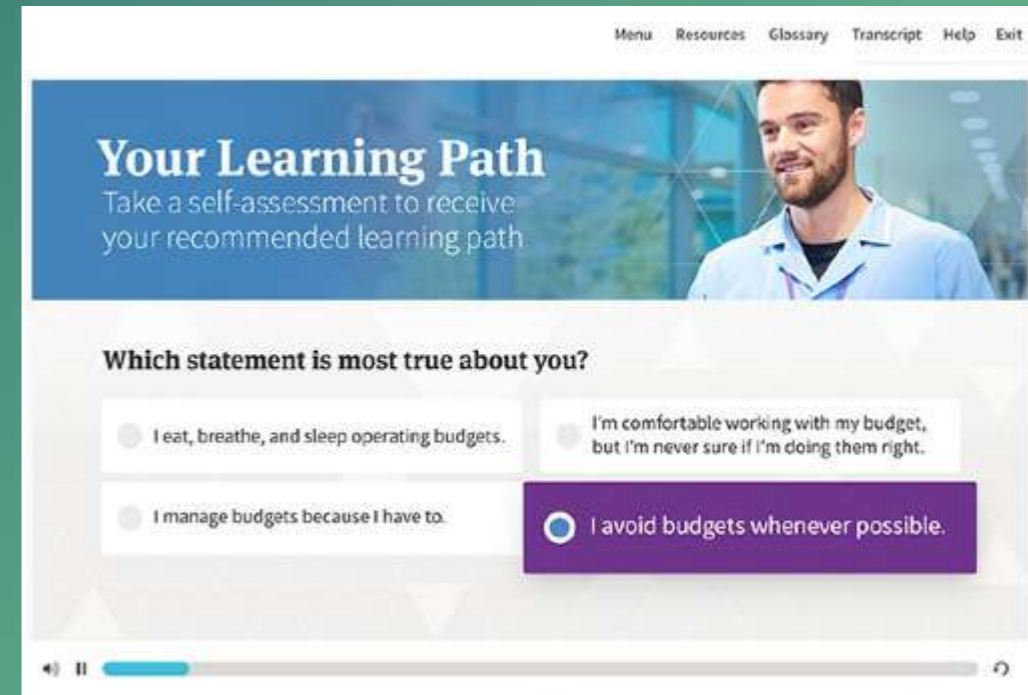 Menu Resources Glossary Transcript Help Exit
Your Learning Path
Take a self-assessment to receive
your recommended learning path
Which statement is most true about you?
I eat, breathe, and sleep operating budgets.
I'm comfortable working with my budget,
but I'm never sure if I'm doing them right.
I manage budgets because I have to.
I avoid budgets whenever possible.